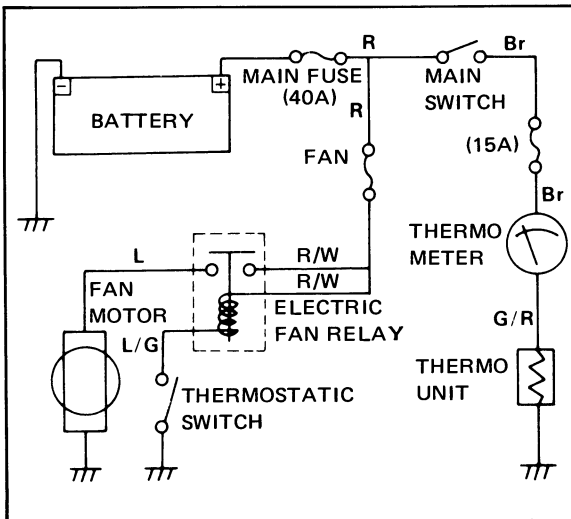 R
Br
MAIN FUSE
(40A)
MAIN
SWITCH
−
+
BATTERY
R
FAN
(15A)
Br
THERMO
METER
L
R/W
R/W
FAN
MOTOR
ELECTRIC
FAN RELAY
L/G
G/R
THERMOSTATIC
SWITCH
THERMO
UNIT